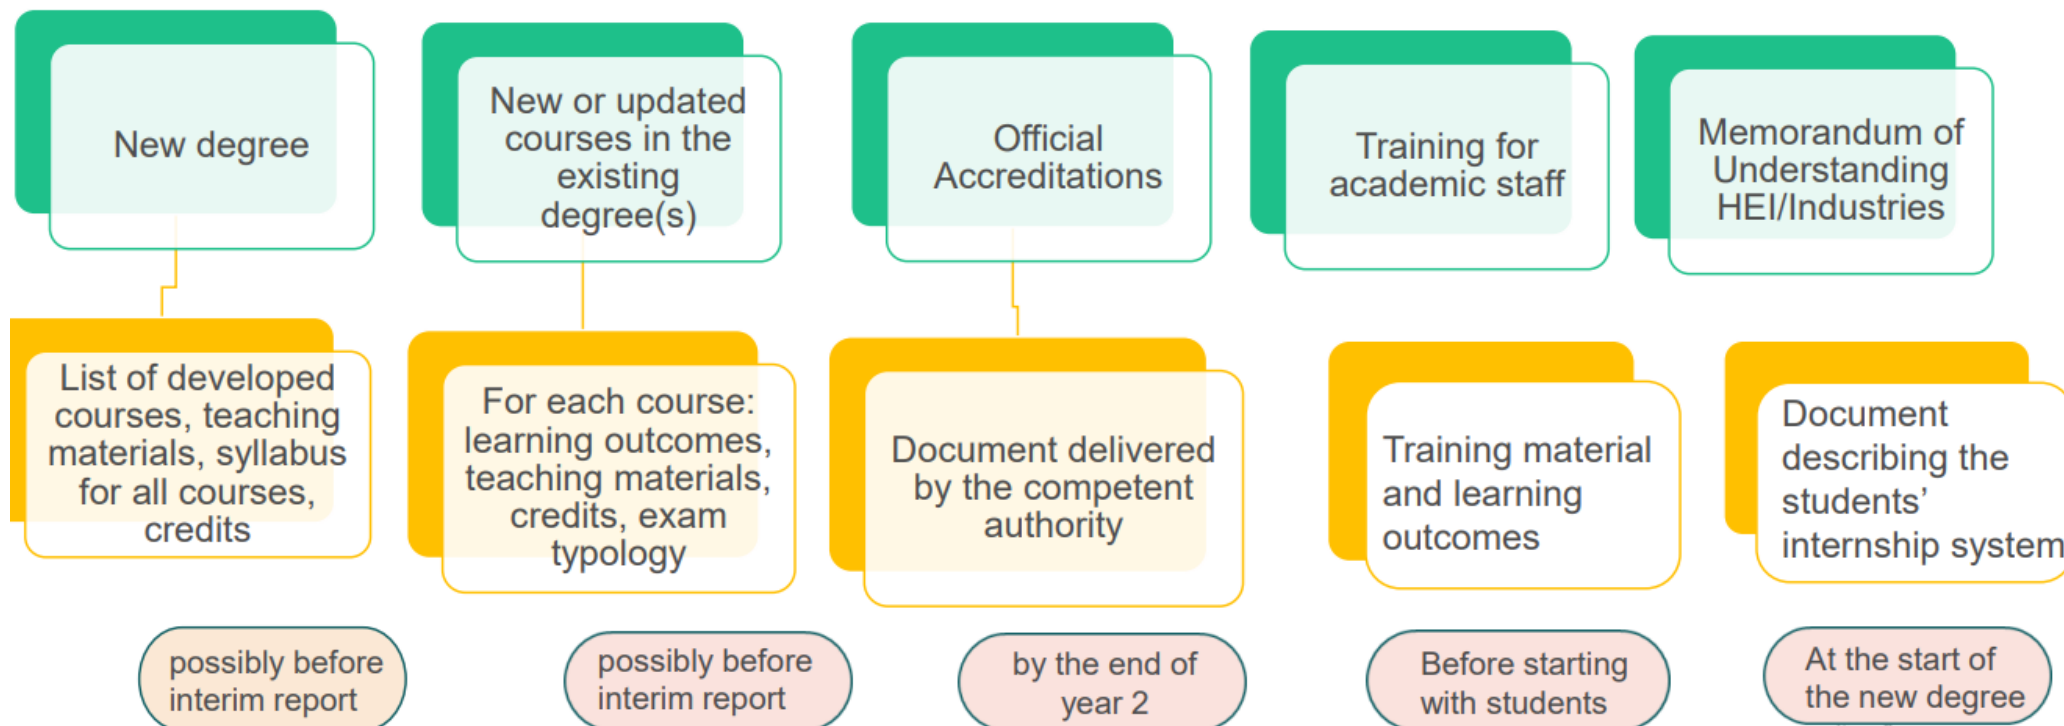 New degree
New or updated
courses in the
existing
degree(s)
Official
Accreditations
Training for
academic staff
Memorandum of
Understanding
HEI/Industries
List of developed
courses, teaching
materials, syllabus
for all courses,
credits
For each course:
learning outcomes,
teaching materials,
credits, exam
typology
Document delivered
by the competent
authority
Training material
and learning
outcomes
Document
describing the
students’
internship system
possibly before
interim report
possibly before
interim report
by the end of
year 2
Before starting
with students
At the start of
the new degree